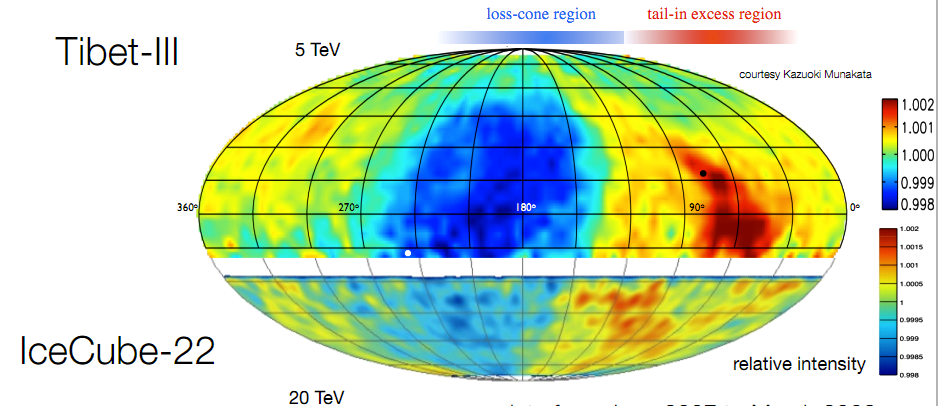 loss-cone region tail-in excess region
Tibet-III
5 TeV
courtesy Kazuoki Munakata
1.002
1.001
1.000
0.999
0.998
360° 270° 180° 90° 0°
1.002
1.0015
1.001
1.0005
1
0.9995
0.999
0.9985
0.998
IceCube-22
relative intensity
20 TeV